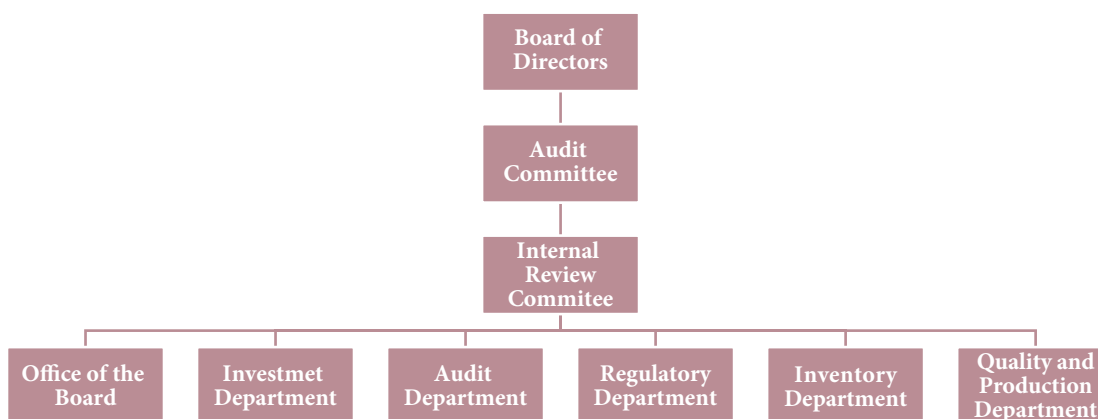 Board of
Directors
Audit
Committee
Internal
Review
Commitee
Office of the
Board
Investmet
Department
Audit
Department
Regulatory
Department
Inventory
Department
Quality and
Production
Department